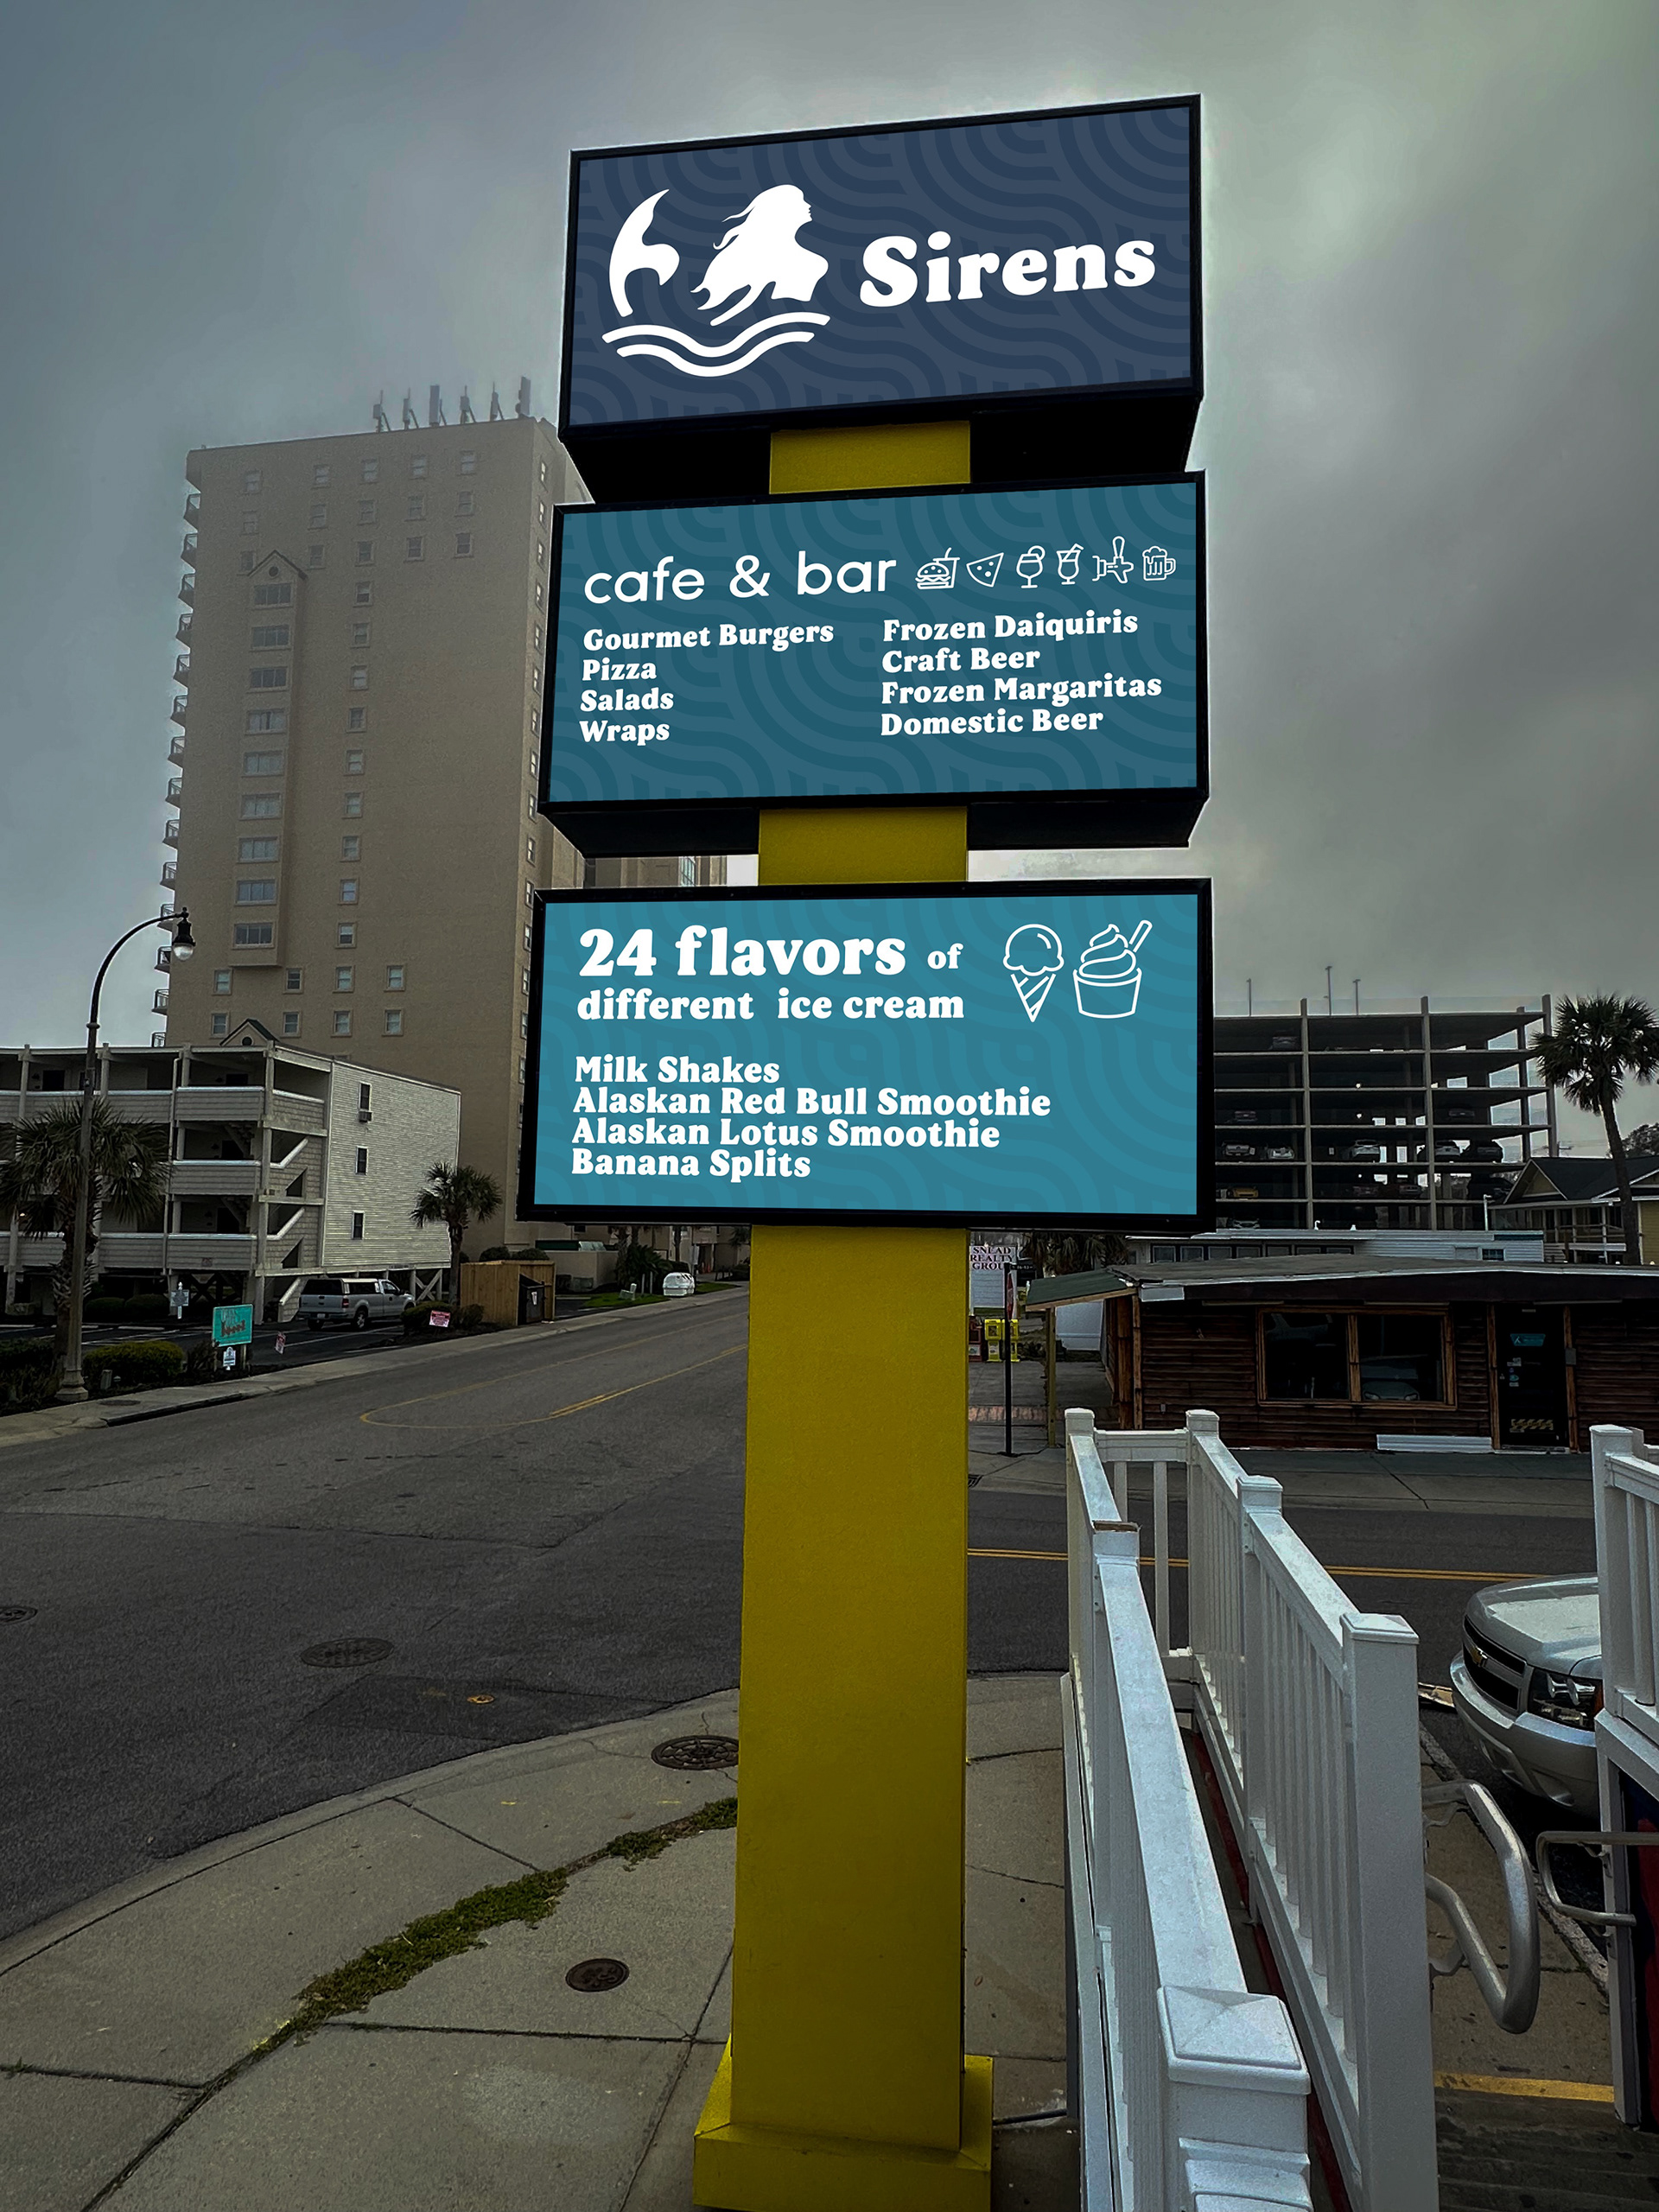 Sirens
cafe & bar
Gourmet Burgers
Pizza
Salads
Wraps
Frozen Daiquiris
Craft Beer
Frozen Margaritas
Domestic Beer
24 flavors of
different ice cream
Milk Shakes
Alaskan Red Bull Smoothie
Alaskan Lotus Smoothie
Banana Splits
REALTY